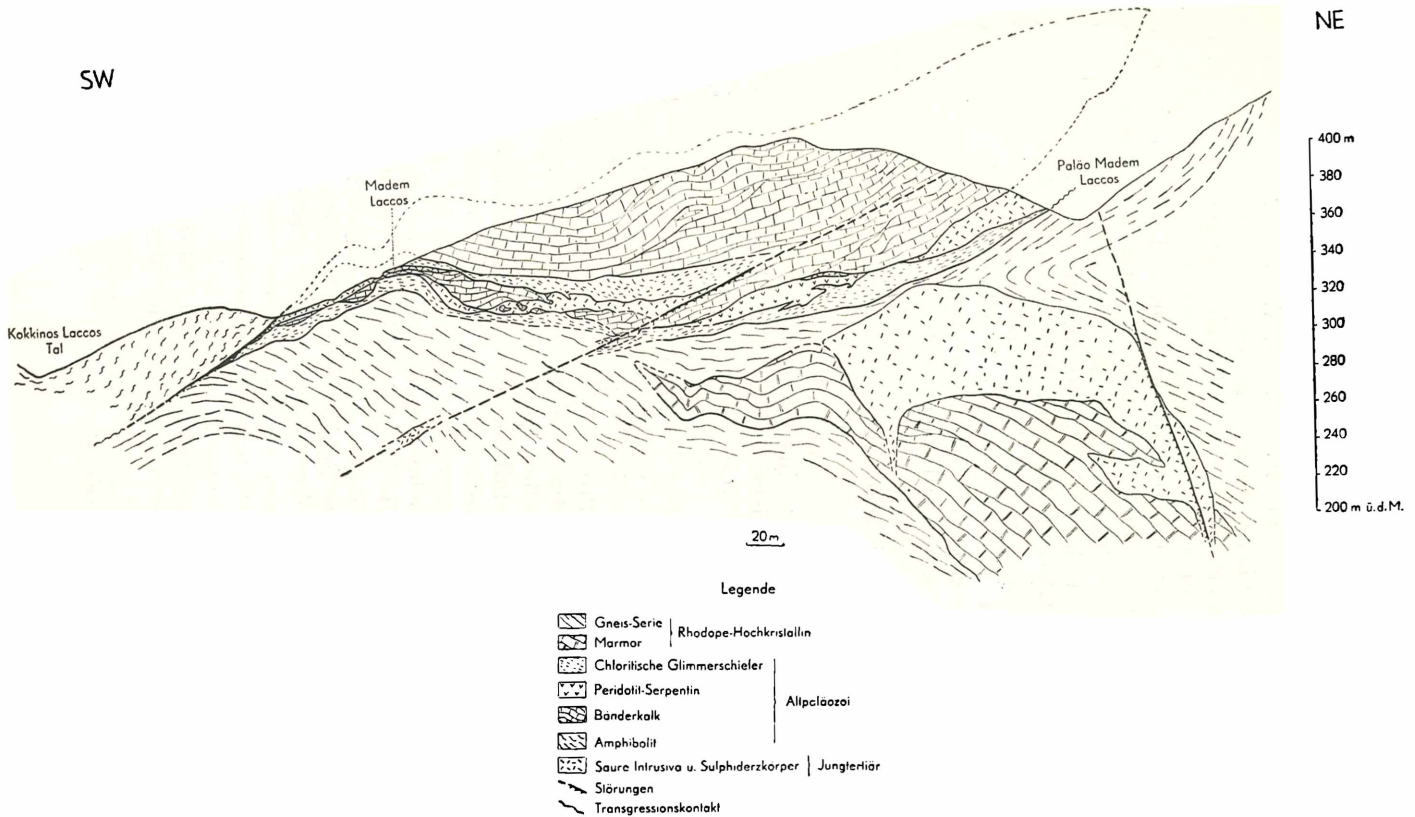 NE
SW
400 m
380
360
340
320
300
280
260
240
220
200 m ü.d.M.
Paläo Madem
Laccos
Madem
Laccos
Kokkinos Laccos
Tal
20 m
Legende
Gneis-Serie
Marmor
Rhodope-Hochkristallin
Chloritische Glimmerschiefer
Peridotit-Serpentin
Bänderkalk
Amphibolit
Altpaläozoi
Saure Intrusiva u. Sulphiderzkörper
Jungtertiär
Störungen
Transgressionskontakt